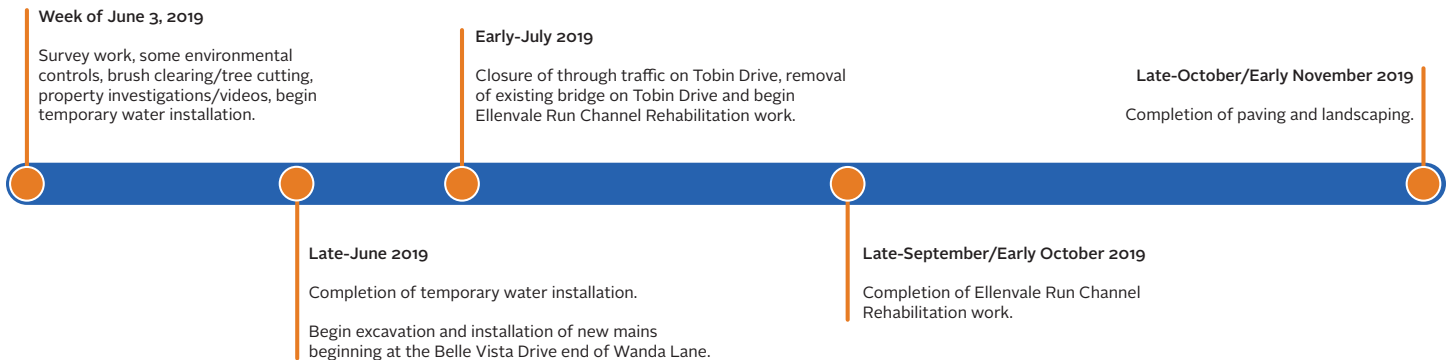 Week of June 3, 2019
Survey work, some environmental
controls, brush clearing/tree cutting,
property investigations/videos, begin
temporary water installation.
Late-June 2019
Completion of temporary water installation.
Begin excavation and installation of new mains
beginning at the Belle Vista Drive end of Wanda Lane.
Early-July 2019
Closure of through traffic on Tobin Drive, removal
of existing bridge on Tobin Drive and begin
Ellenvale Run Channel Rehabilitation work.
Late-September/Early October 2019
Completion of Ellenvale Run Channel
Rehabilitation work.
Late-October/Early November 2019
Completion of paving and landscaping.